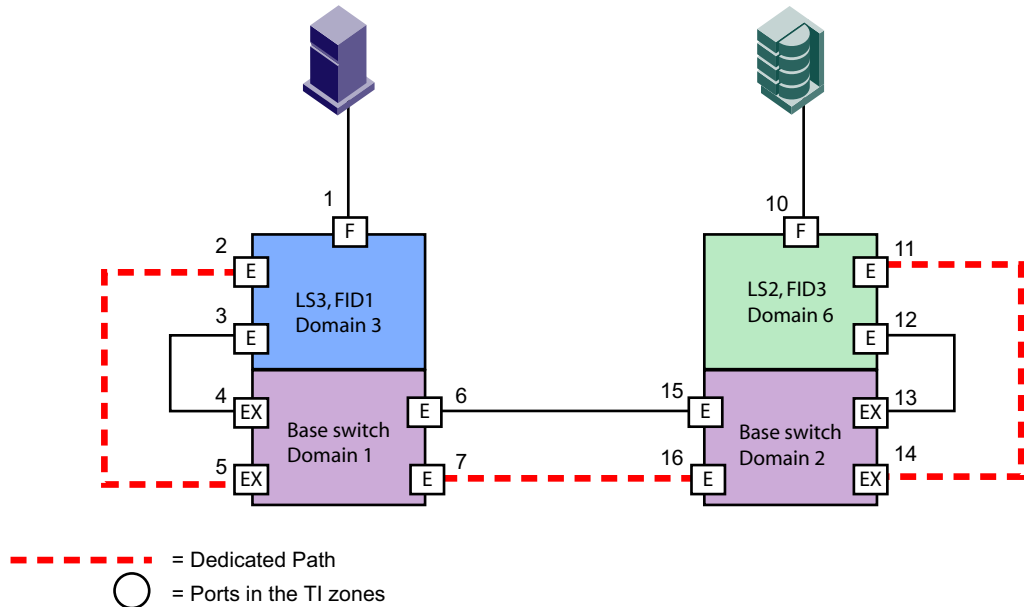 1
10
F
F
2
11
E
E
LS3, FID1
Domain 3
LS2, FID3
Domain 6
3
12
E
E
4
6
15
13
EX
E
E
EX
Base switch
Domain 1
Base switch
Domain 2
5
7
16
14
EX
E
E
EX
= Dedicated Path
= Ports in the TI zones